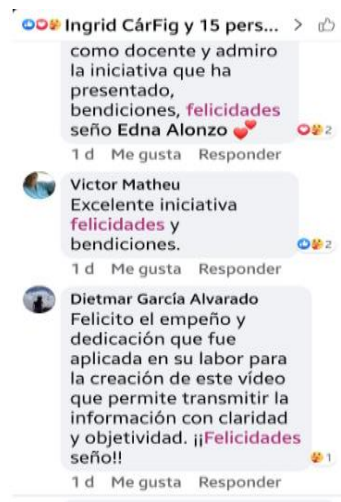 Ingrid CárFig y 15 pers...
como docente y admiro
la iniciativa que ha
presentado,
bendiciones, felicidades
seño Edna Alonzo
2
1 d Me gusta Responder
Victor Matheu
Excelente iniciativa
felicidades y
bendiciones.
2
1 d Me gusta Responder
Dietmar García Alvarado
Felicito el empeño y
dedicación que fue
aplicada en su labor para
la creación de este vídeo
que permite transmitir la
información con claridad
y objetividad. ¡¡Felicidades
seño!!
1
1 d Me gusta Responder